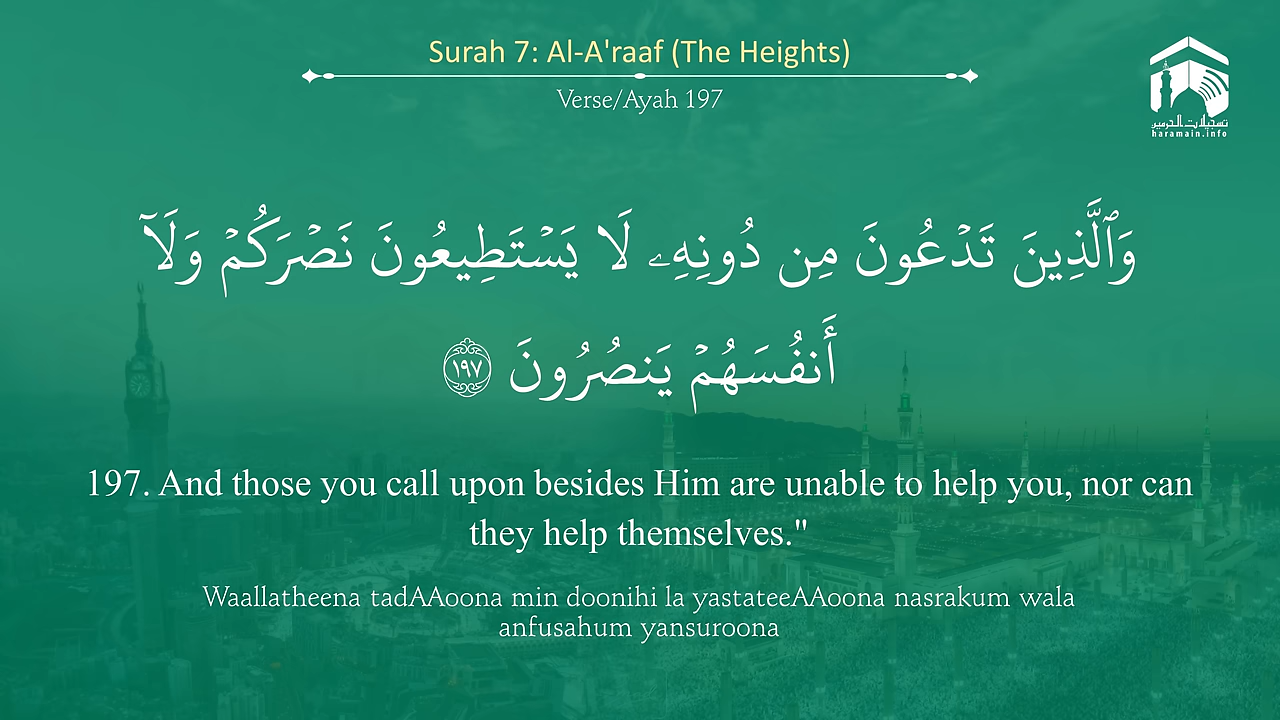 Surah 7: Al-A'raaf (The Heights)
Verse/Ayah 197
تسجيلات الحرمين
haramain.info
وَٱلَّذِينَ تَدۡعُونَ مِن دُونِهِۦ لَا يَسۡتَطِيعُونَ نَصۡرَكُمۡ وَلَآ
أَنفُسَهُمۡ يَنصُرُونَ ١٩٧
197. And those you call upon besides Him are unable to help you, nor can
they help themselves."
Waallatheena tadAAoona min doonihi la yastateeAAoona nasrakum wala
anfusahum yansuroona